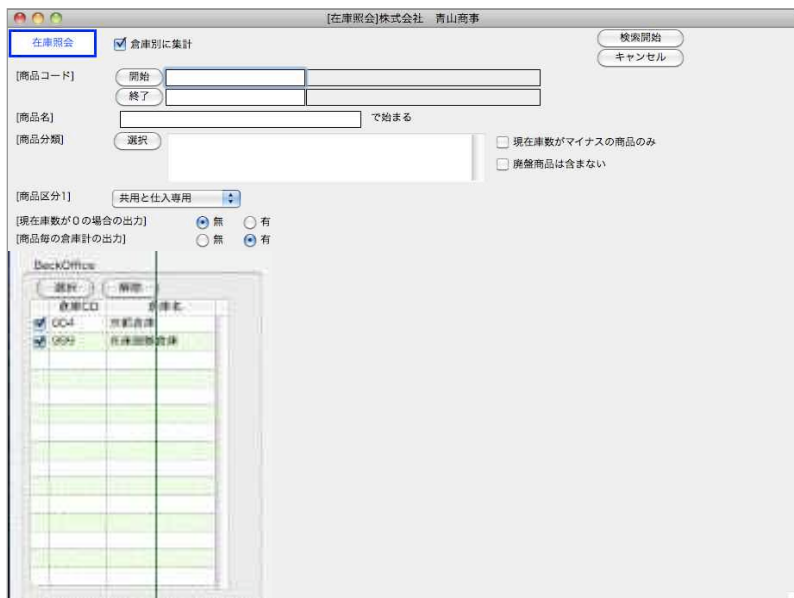 [在庫照会]株式会社 青山商事
在庫照会 倉庫別に集計 検索開始
キャンセル
[商品コード] 開始
終了
[商品名] で始まる
[商品分類] 選択 現在庫数がマイナスの商品のみ
廃盤商品は含まない
[商品区分1] 共用と仕入専用
[現在庫数が0の場合の出力] 無 有
[商品毎の倉庫計の出力] 無 有
BackOffice
選択 解除
倉庫CD 倉庫名
004 京都倉庫
999